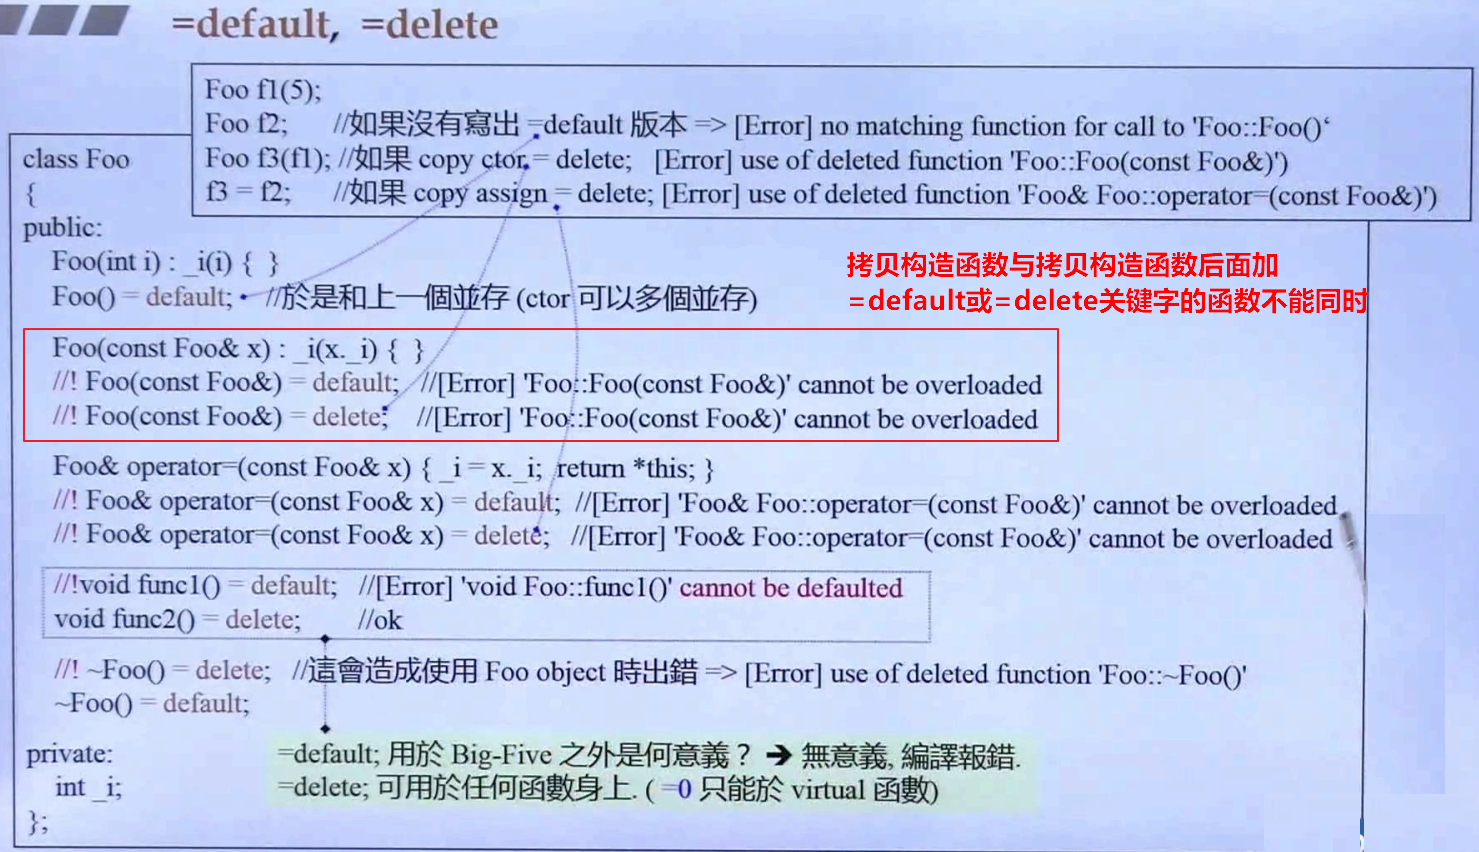 =default, =delete
Foo f1(5);
Foo f2; //如果沒有寫出 =default 版本 => [Error] no matching function for call to 'Foo::Foo()‘
Foo f3(f1); //如果 copy ctor = delete; [Error] use of deleted function 'Foo::Foo(const Foo&)')
f3 = f2; //如果 copy assign = delete; [Error] use of deleted function 'Foo& Foo::operator=(const Foo&)')
class Foo
{
public:
Foo(int i) : _i(i) { }
Foo() = default; //於是和上一個並存 (ctor 可以多個並存)
拷贝构造函数与拷贝构造函数后面加
=default或=delete关键字的函数不能同时
Foo(const Foo& x) : _i(x._i) { }
//! Foo(const Foo&) = default; //[Error] 'Foo::Foo(const Foo&)' cannot be overloaded
//! Foo(const Foo&) = delete; //[Error] 'Foo::Foo(const Foo&)' cannot be overloaded
Foo& operator=(const Foo& x) { _i = x._i; return *this; }
//! Foo& operator=(const Foo& x) = default; //[Error] 'Foo& Foo::operator=(const Foo&)' cannot be overloaded
//! Foo& operator=(const Foo& x) = delete; //[Error] 'Foo& Foo::operator=(const Foo&)' cannot be overloaded
//!void func1() = default; //[Error] 'void Foo::func1()' cannot be defaulted
void func2() = delete; //ok
//! ~Foo() = delete; //這會造成使用 Foo object 時出錯 => [Error] use of deleted function 'Foo::~Foo()'
~Foo() = default;
private:
int _i;
};
=default; 用於 Big-Five 之外是何意義？ ➔ 無意義, 編譯報錯.
=delete; 可用於任何函數身上. ( =0 只能於 virtual 函數)